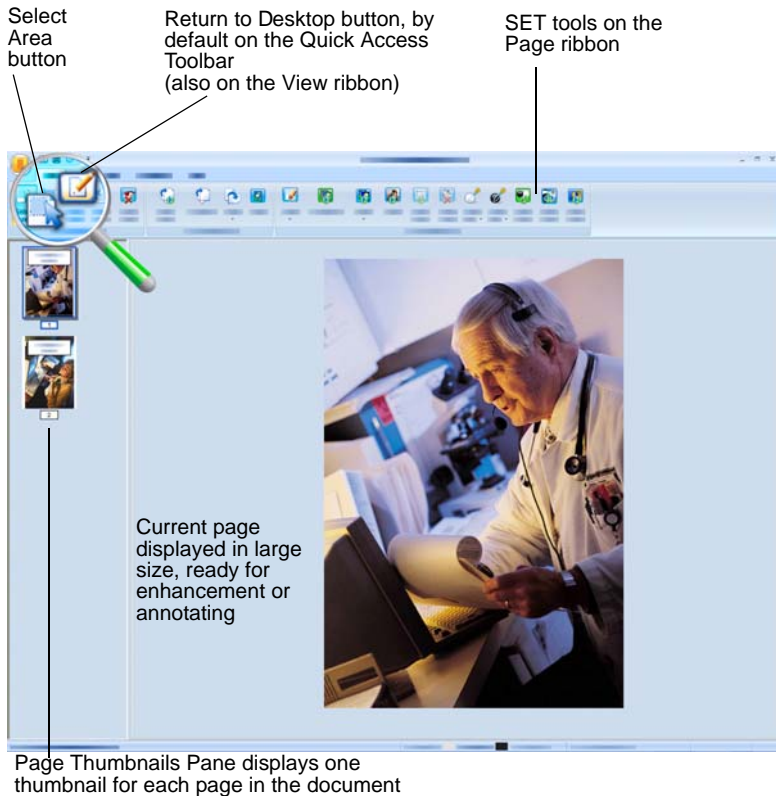 Select
Area
button
Return to Desktop button, by
default on the Quick Access
Toolbar
(also on the View ribbon)
SET tools on the
Page ribbon
1
2
Current page
displayed in large
size, ready for
enhancement or
annotating
Page Thumbnails Pane displays one
thumbnail for each page in the document